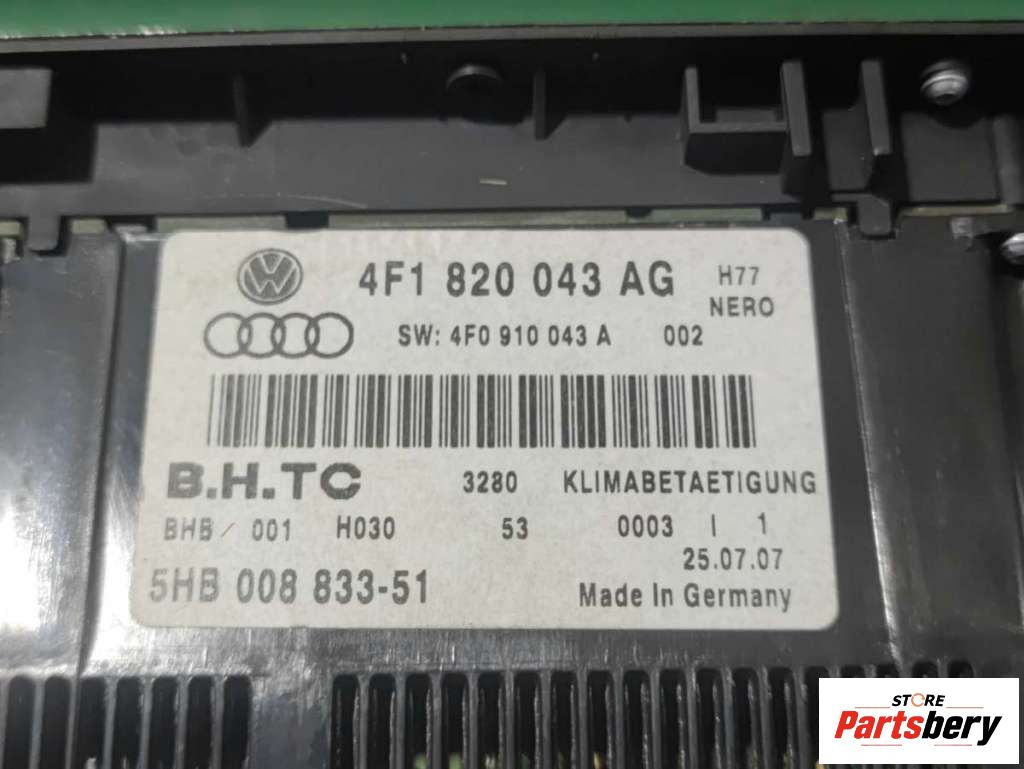 4F1 820 043 AG H77
NERO
SW: 4F0 910 043 A 002
B.H.TC 3280 KLIMABETAETIGUNG
BHB/ 001 H030 53 0003 I 1
25.07.07
5HB 008 833-51 Made In Germany
STORE
Partsbery